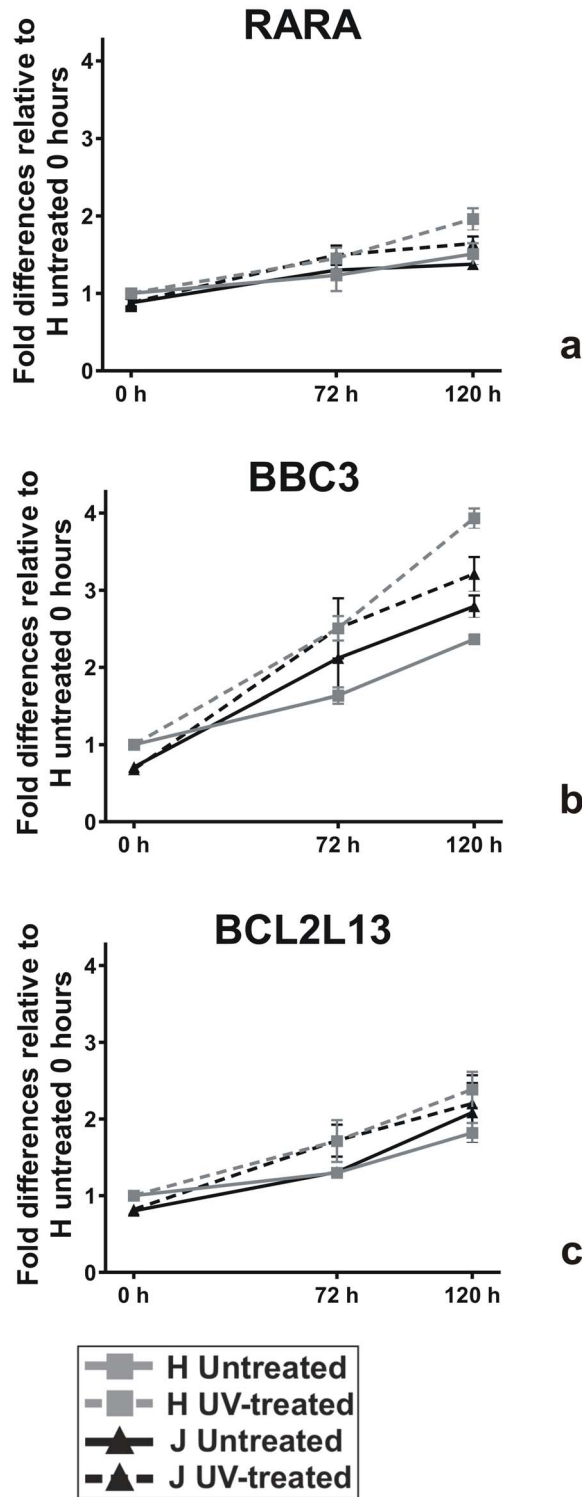 RARA
Fold differences relative to
H untreated 0 hours
4
3
2
1
0
0 h 72 h 120 h
a
BBC3
Fold differences relative to
H untreated 0 hours
4
3
2
1
0
0 h 72 h 120 h
b
BCL2L13
Fold differences relative to
H untreated 0 hours
4
3
2
1
0
0 h 72 h 120 h
c
H Untreated
H UV-treated
J Untreated
J UV-treated